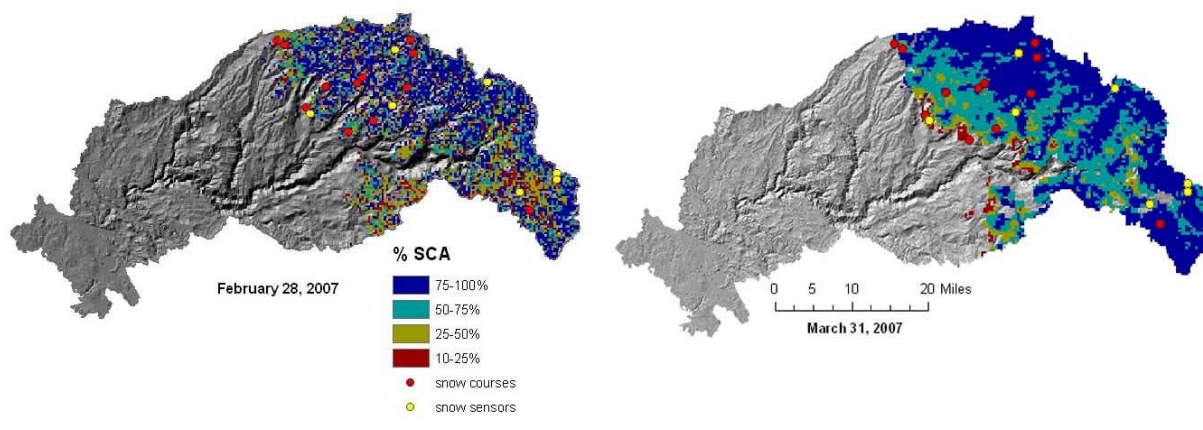 February 28, 2007
% SCA
75-100%
50-75%
25-50%
10-25%
snow courses
snow sensors
0 5 10 20 Miles
March 31, 2007